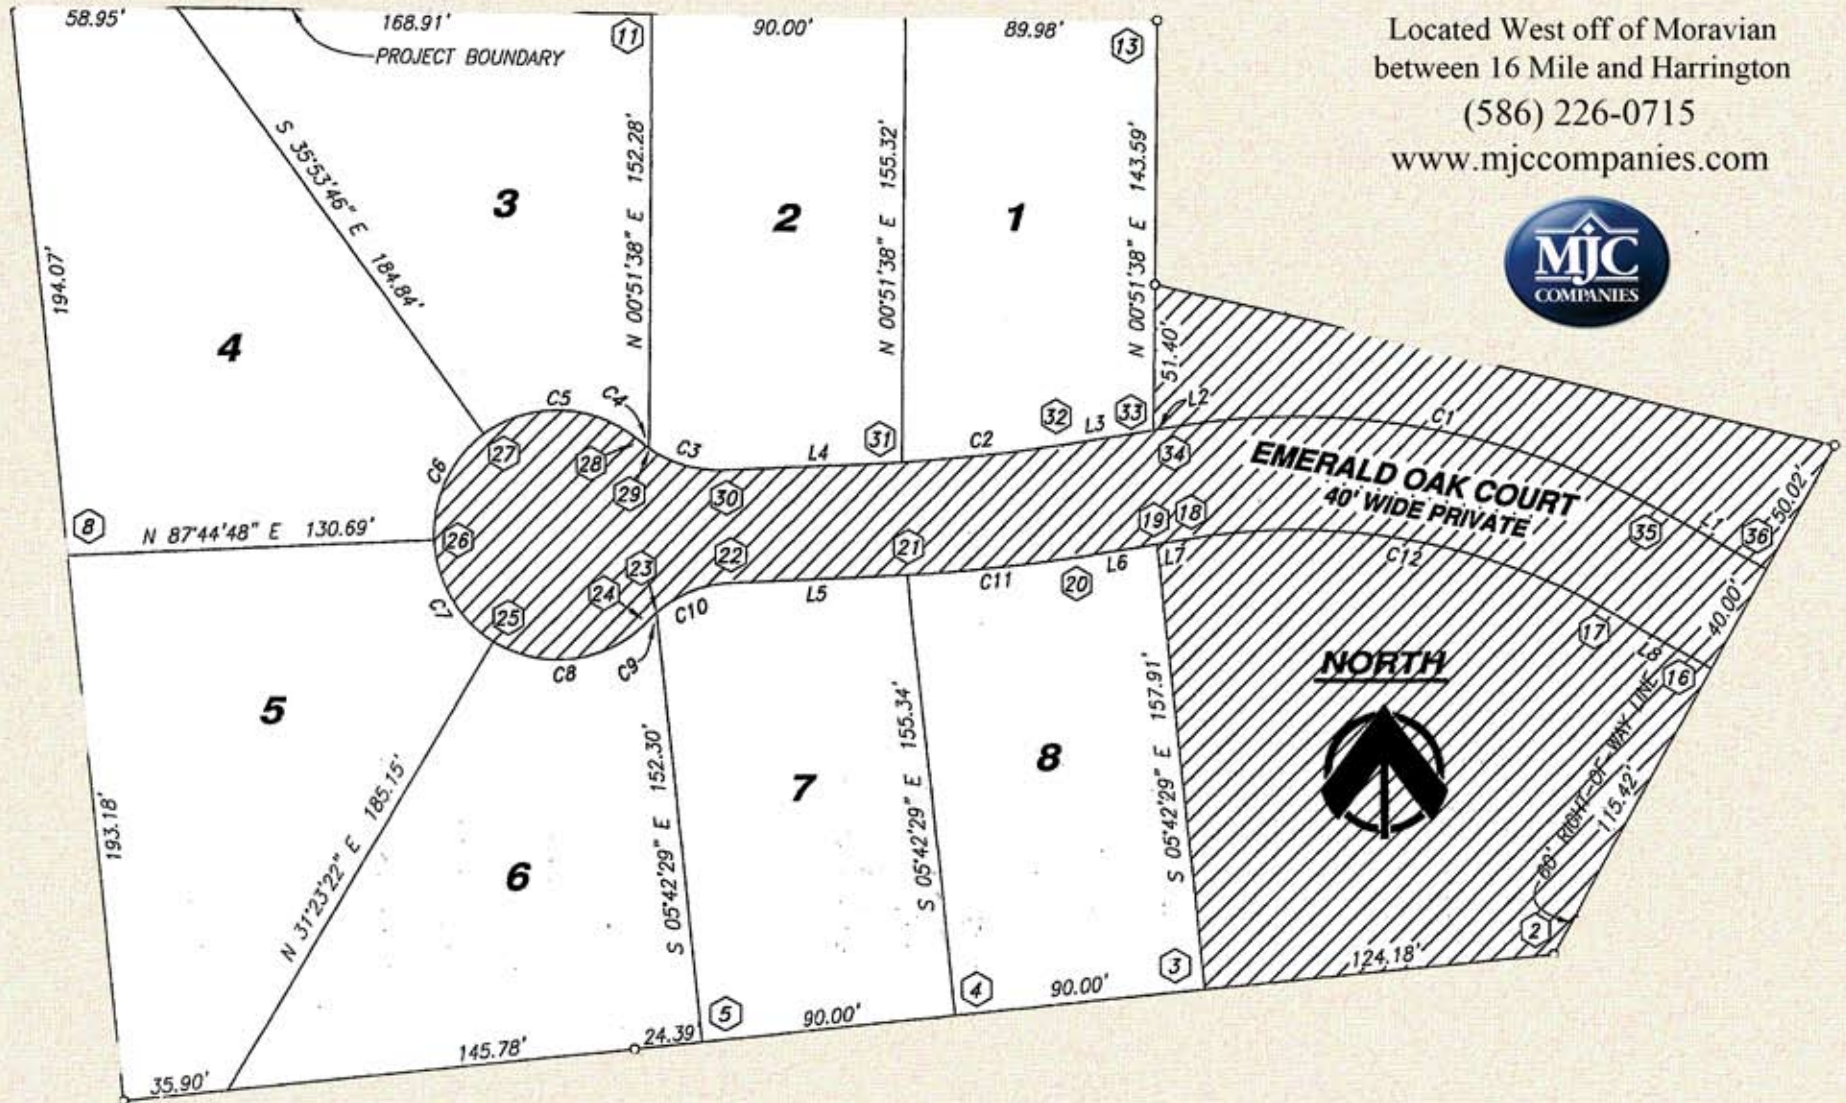 58.95'
168.91'
11
90.00'
89.98'
13
PROJECT BOUNDARY
Located West off of Moravian
between 16 Mile and Harrington
(586) 226-0715
www.mjccompanies.com
MJC
COMPANIES
S 35°53'46" E 184.84'
N 00°51'38" E 152.28'
N 00°51'38" E 155.32'
N 00°51'38" E 143.59'
51.40'
194.07'
3
2
1
4
C5
C4
C3
L4
31
C2
32
L3
33
L2
C1
27
28
29
30
34
C6
EMERALD OAK COURT
40' WIDE PRIVATE
50.02'
35
L1
36
8
N 87°44'48" E 130.69'
26
19
18
21
22
23
24
25
C7
C8
C9
C10
L5
C11
20
L6
L7
C12
17
40.00'
L8
16
NORTH
60' RIGHT-OF WAY LINE
115.42'
5
193.18'
N 31°23'22" E 185.15'
6
S 05°42'29" E 152.30'
7
S 05°42'29" E 155.34'
8
S 05°42'29" E 157.91'
2
3
124.18'
4
90.00'
5
90.00'
24.39'
145.78'
35.90'